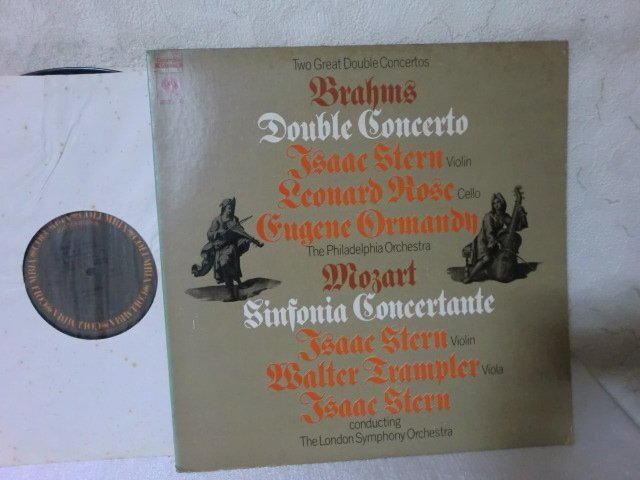 Two Great Double Concertos
Brahms
Double Concerto
Isaac Stern Violin
Leonard Rose Cello
Eugene Ormandy
The Philadelphia Orchestra
Mozart
Sinfonia Concertante
Isaac Stern Violin
Walter Trampler Viola
Isaac Stern
conducting
The London Symphony Orchestra